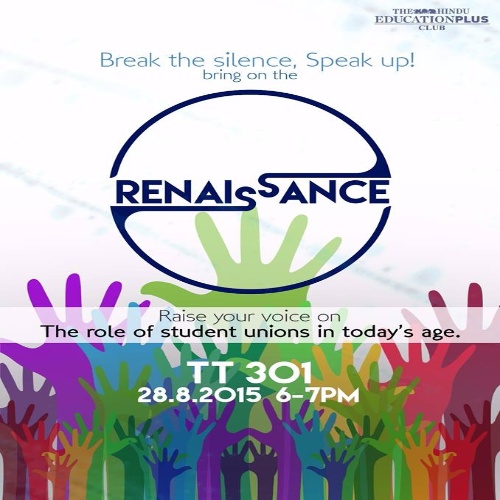 THE HINDU
EDUCATIONPLUS
CLUB
Break the silence, Speak up!
bring on the
RENAISSANCE
Raise your voice on
The role of student unions in today's age.
TT 301
28.8.2015 6-7PM